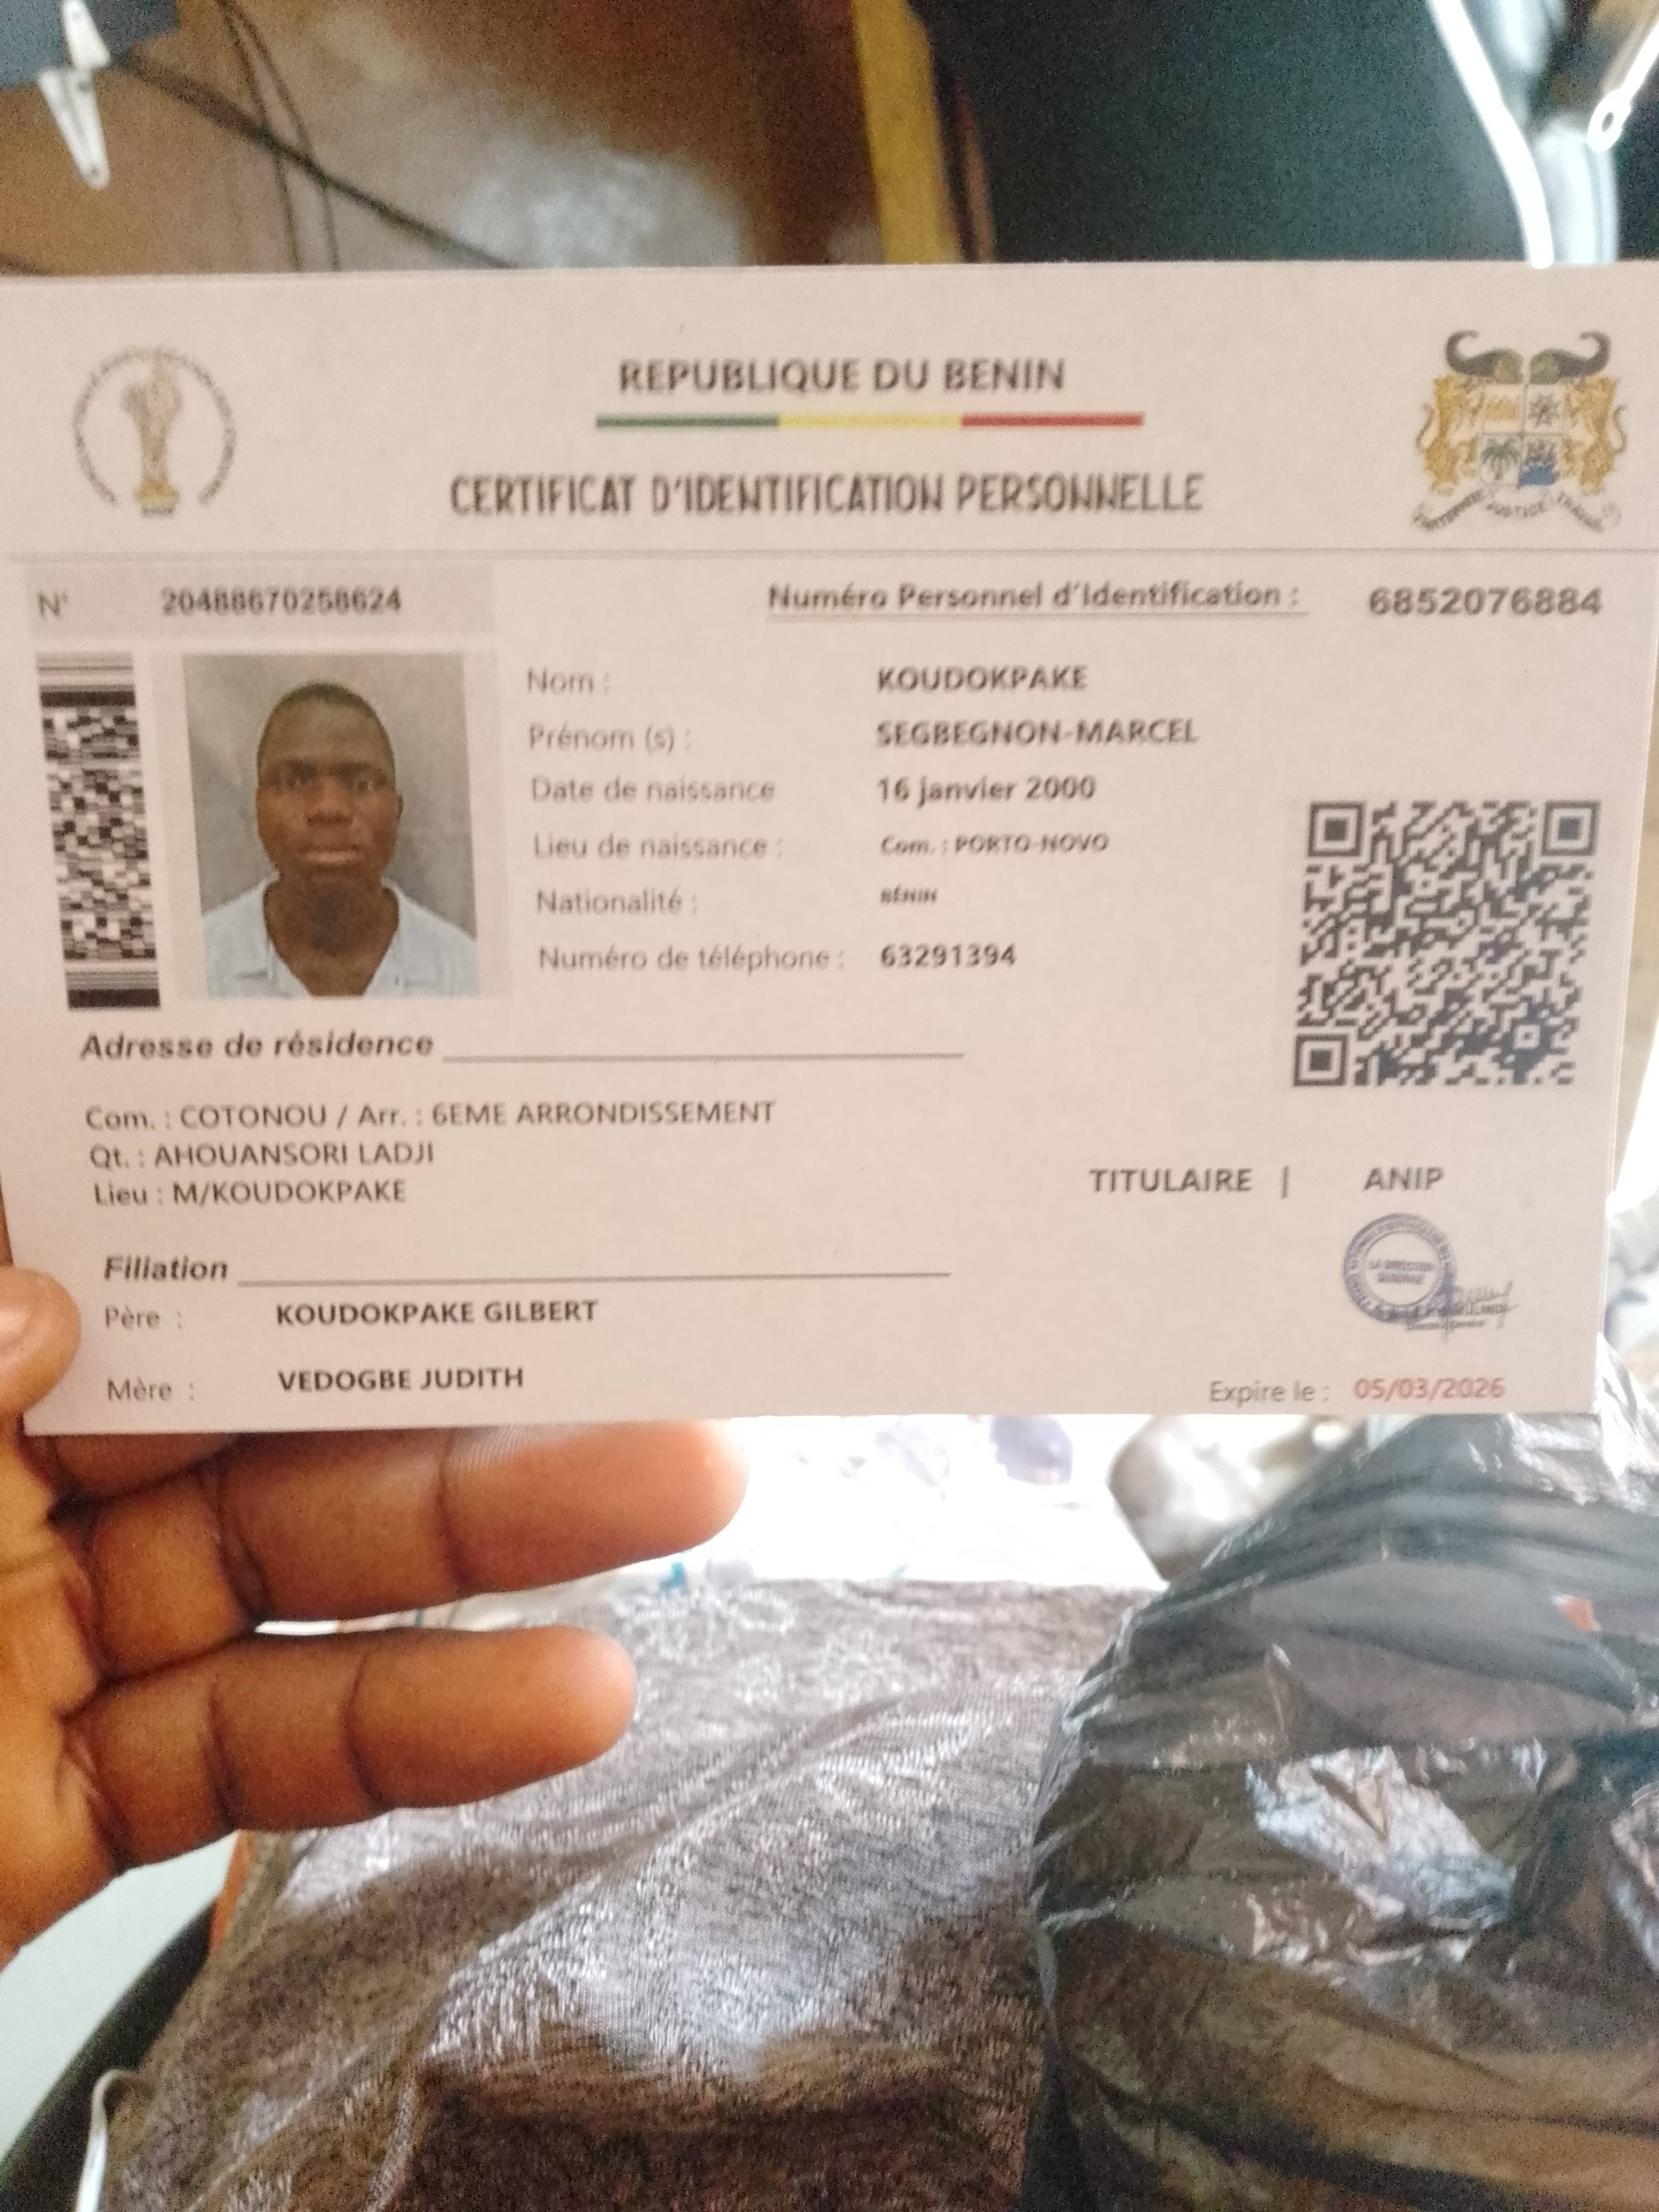 REPUBLIQUE DU BENIN
CERTIFICAT D'IDENTIFICATION PERSONNELLE
N° 20488670258624
Numéro Personnel d'Identification : 6852076884
Nom : KOUDOKPAKE
Prénom (s) : SEGBEGNON-MARCEL
Date de naissance 16 janvier 2000
Lieu de naissance : Com. : PORTO-NOVO
Nationalité : BÉNIN
Numéro de téléphone : 63291394
Adresse de résidence
Com. : COTONOU / Arr. : 6EME ARRONDISSEMENT
Qt. : AHOUANSORI LADJI
Lieu : M/KOUDOKPAKE
TITULAIRE | ANIP
LA DIRECTION
GENERALE
Filiation
Père : KOUDOKPAKE GILBERT
Mère : VEDOGBE JUDITH
Expire le : 05/03/2026